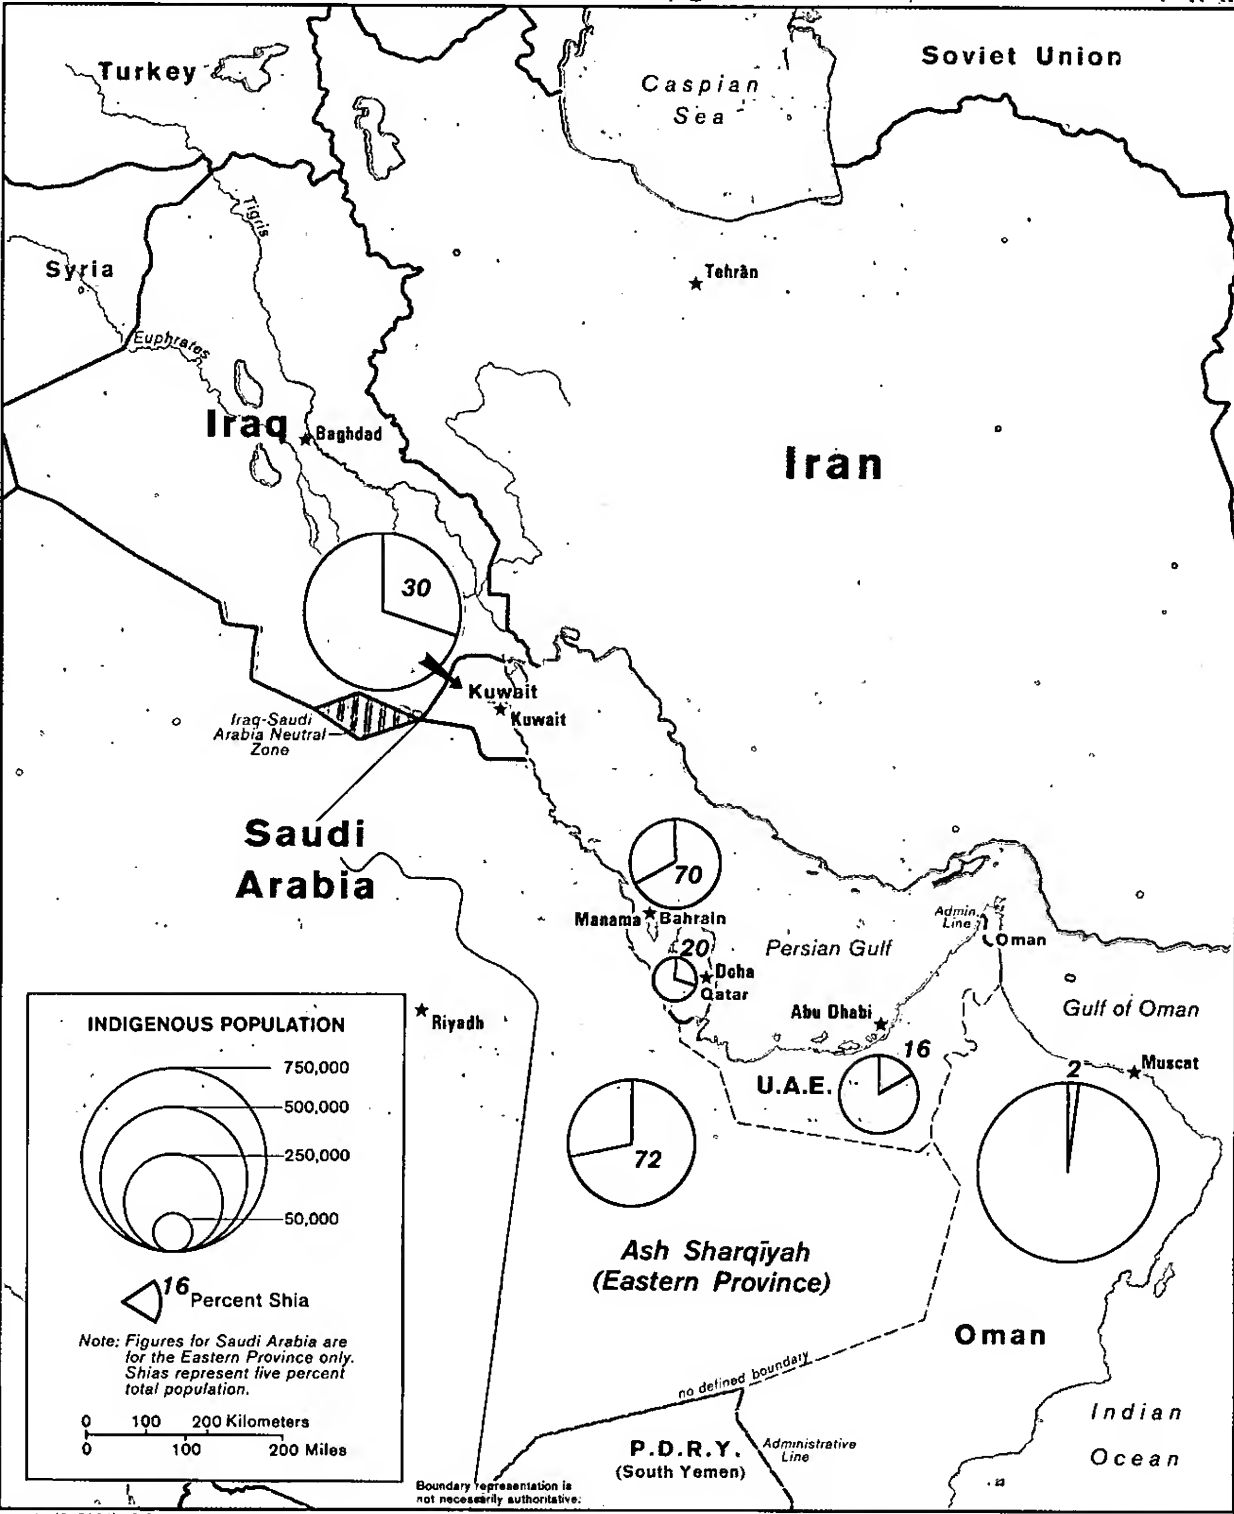 Turkey
Caspian
Sea
Soviet Union
Tigris
Syria
Tehrān
Euphrates
Iraq
Baghdad
Iran
30
Kuwait
Kuwait
Iraq-Saudi
Arabia Neutral
Zone
Saudi
Arabia
70
Manama
Bahrain
Admin.
Line
Oman
20
Persian Gulf
Doha
Qatar
Abu Dhabi
Gulf of Oman
Riyadh
16
U.A.E.
2
Muscat
72
Ash Sharqīyah
(Eastern Province)
Oman
no defined boundary
P.D.R.Y.
(South Yemen)
Administrative
Line
Indian
Ocean
INDIGENOUS POPULATION
750,000
500,000
250,000
50,000
16
Percent Shia
Note: Figures for Saudi Arabia are
for the Eastern Province only.
Shias represent five percent
total population.
0 100 200 Kilometers
0 100 200 Miles
Boundary representation is
not necessarily authoritative.